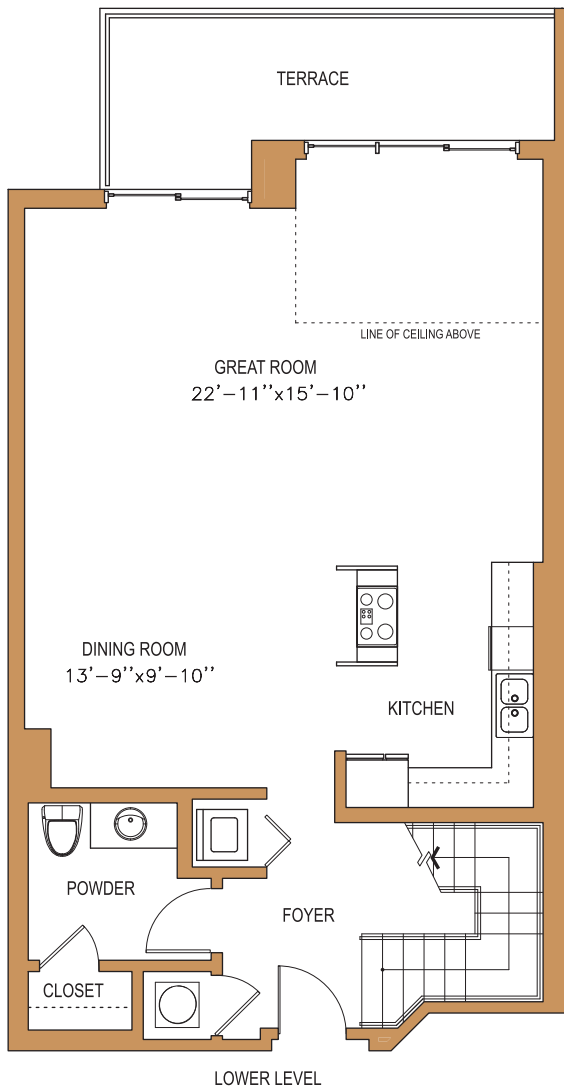 TERRACE
LINE OF CEILING ABOVE
GREAT ROOM
22'-11''x15'-10''
DINING ROOM
13'-9''x9'-10''
KITCHEN
POWDER
FOYER
CLOSET
LOWER LEVEL